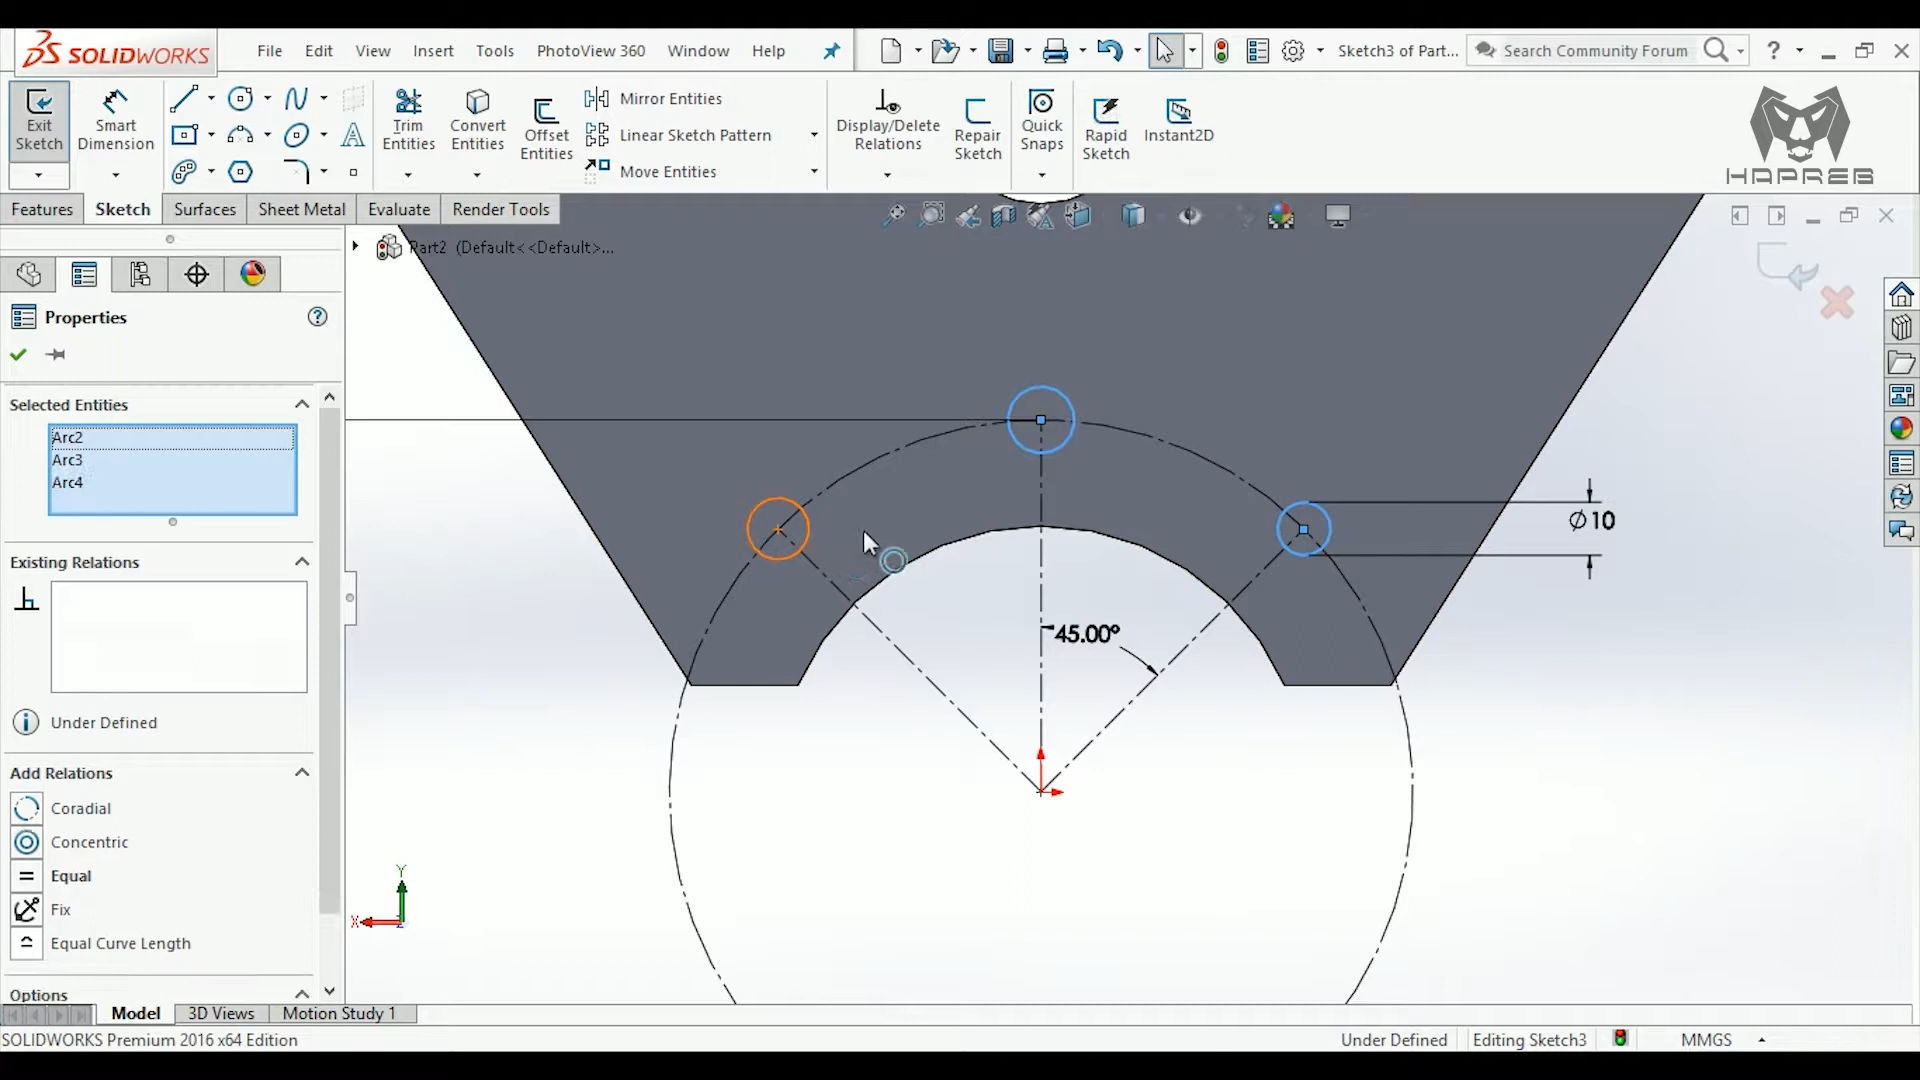 SOLIDWORKS
File Edit View Insert Tools PhotoView 360 Window Help
Sketch3 of Part...
Search Community Forum
?
Exit Sketch
Smart Dimension
Trim Entities
Convert Entities
Offset Entities
Mirror Entities
Linear Sketch Pattern
Move Entities
Display/Delete Relations
Repair Sketch
Quick Snaps
Rapid Sketch
Instant2D
HAPREB
Features Sketch Surfaces Sheet Metal Evaluate Render Tools
Part2 (Default<<Default>...
Properties
Selected Entities
Arc2
Arc3
Arc4
Existing Relations
Under Defined
Add Relations
Coradial
Concentric
Equal
Fix
Equal Curve Length
Options
∅10
45.00°
Y
X
Z
Model 3D Views Motion Study 1
SOLIDWORKS Premium 2016 x64 Edition
Under Defined
Editing Sketch3
MMGS